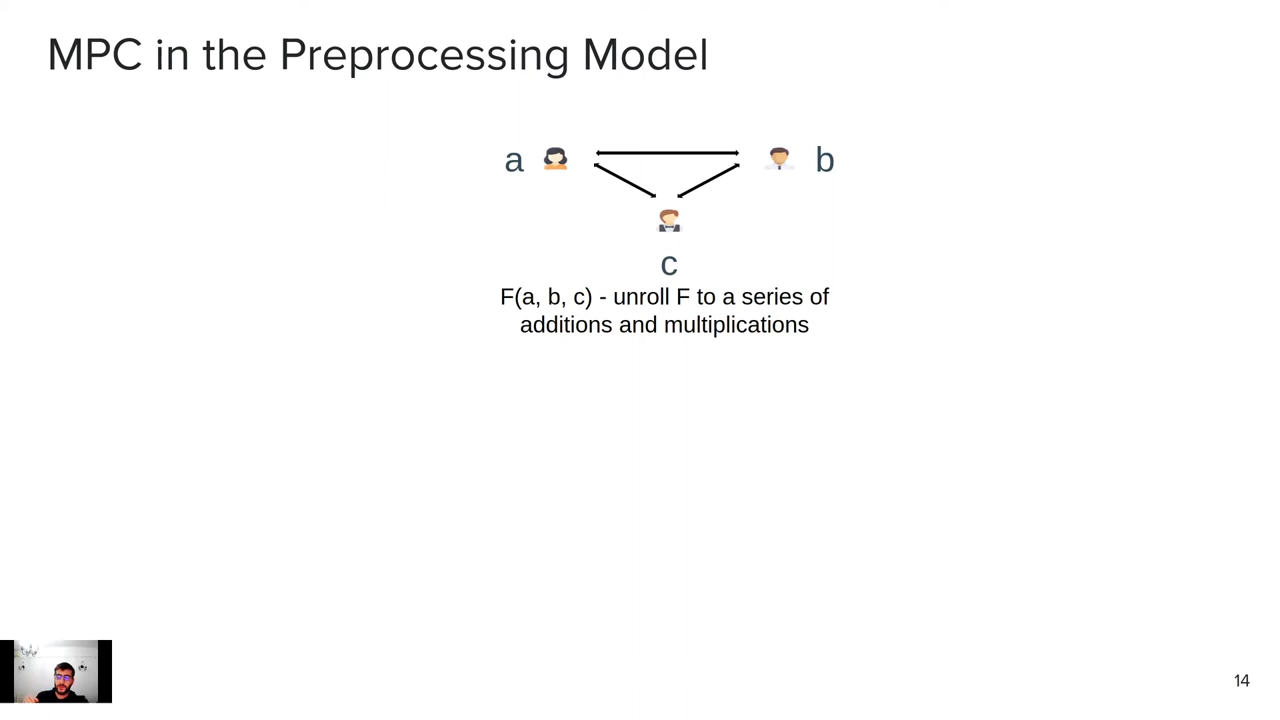 MPC in the Preprocessing Model
a
b
c
F(a, b, c) - unroll F to a series of
additions and multiplications
14